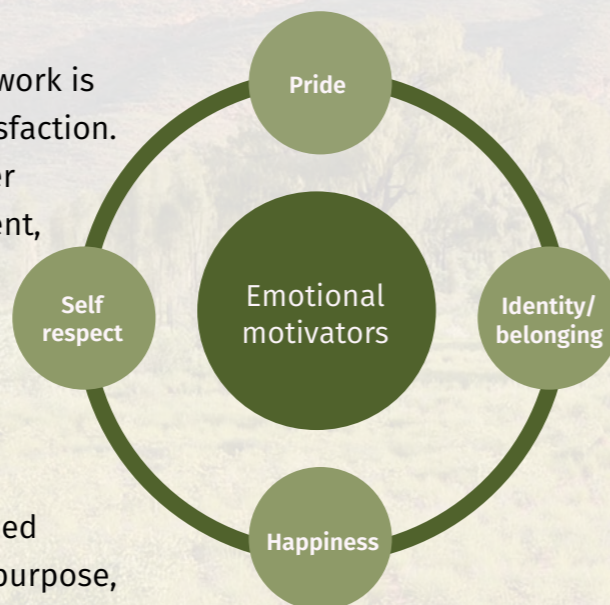 work is
sfaction.
er
ent,
ed
purpose,
Pride
Self
respect
Emotional
motivators
Identity/
belonging
Happiness